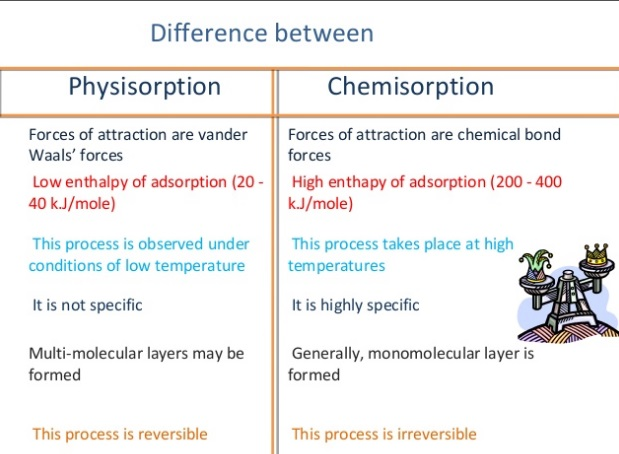 Difference between
Physisorption
Chemisorption
Forces of attraction are vander
Waals' forces
Forces of attraction are chemical bond
forces
Low enthalpy of adsorption (20 -
40 k.J/mole)
High enthapy of adsorption (200 - 400
k.J/mole)
This process is observed under
conditions of low temperature
This process takes place at high
temperatures
It is not specific
It is highly specific
Multi-molecular layers may be
formed
Generally, monomolecular layer is
formed
This process is reversible
This process is irreversible